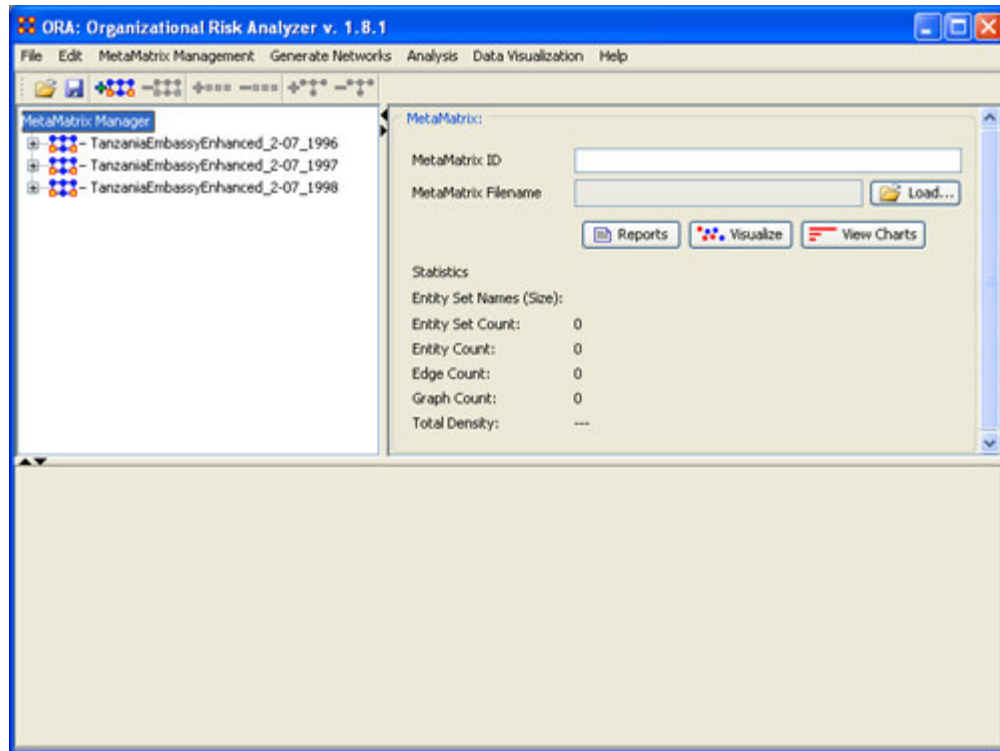 ORA: Organizational Risk Analyzer v. 1.8.1
File Edit MetaMatrix Management Generate Networks Analysis Data Visualization Help
MetaMatrix Manager
TanzaniaEmbassyEnhanced_2-07_1996
TanzaniaEmbassyEnhanced_2-07_1997
TanzaniaEmbassyEnhanced_2-07_1998
MetaMatrix:
MetaMatrix ID
MetaMatrix Filename Load...
Reports Visualize View Charts
Statistics
Entity Set Names (Size):
Entity Set Count: 0
Entity Count: 0
Edge Count: 0
Graph Count: 0
Total Density: ---